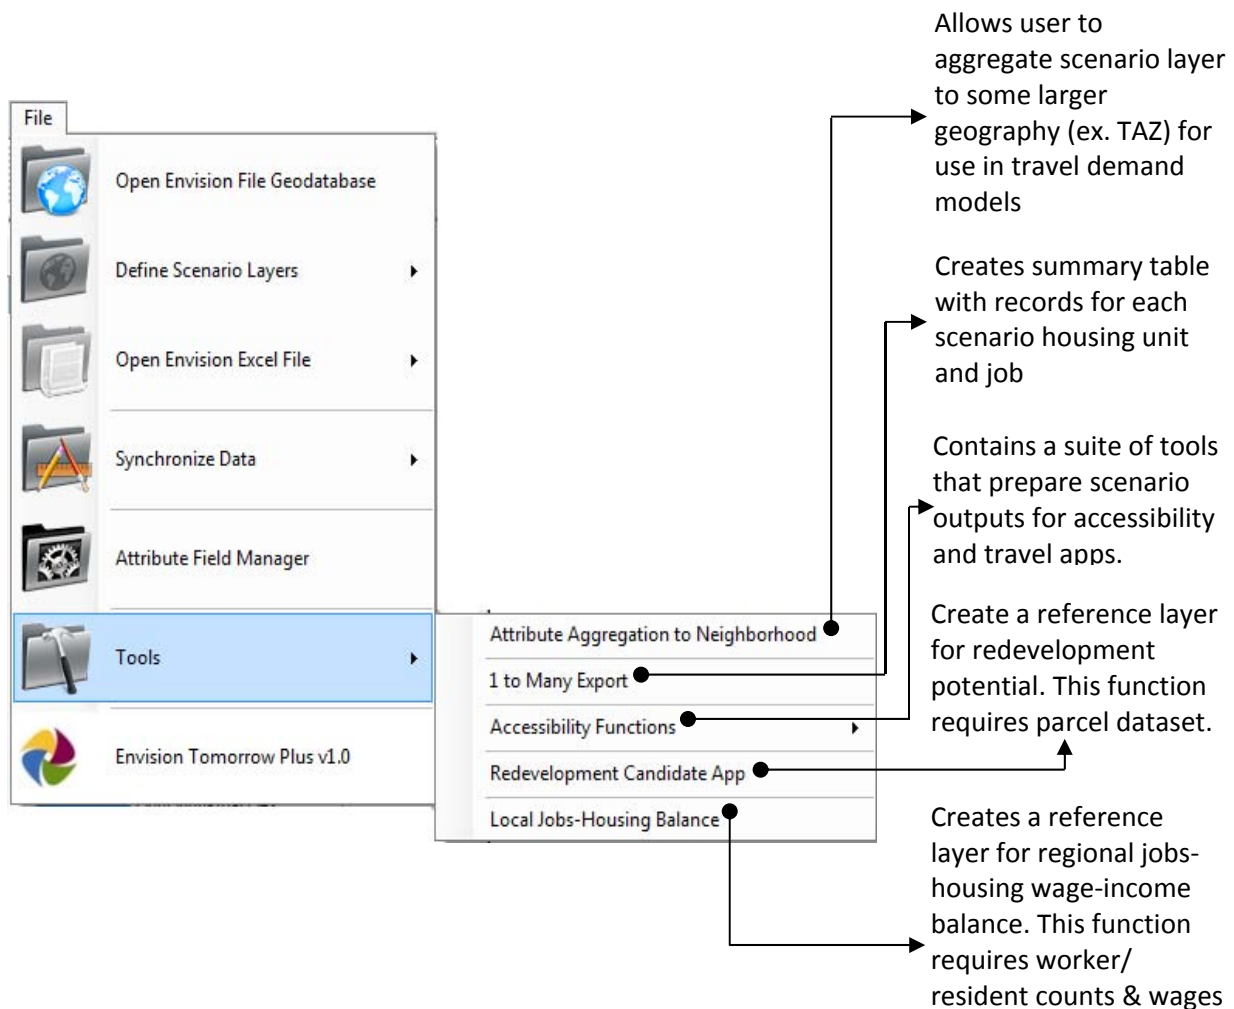 File
Open Envision File Geodatabase
Define Scenario Layers
Open Envision Excel File
Synchronize Data
Attribute Field Manager
Tools
Envision Tomorrow Plus v1.0
Attribute Aggregation to Neighborhood
1 to Many Export
Accessibility Functions
Redevelopment Candidate App
Local Jobs-Housing Balance
Allows user to
aggregate scenario layer
to some larger
geography (ex. TAZ) for
use in travel demand
models
Creates summary table
with records for each
scenario housing unit
and job
Contains a suite of tools
that prepare scenario
outputs for accessibility
and travel apps.
Create a reference layer
for redevelopment
potential. This function
requires parcel dataset.
Creates a reference
layer for regional jobs-
housing wage-income
balance. This function
requires worker/
resident counts & wages